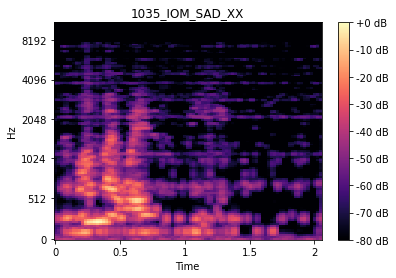 1035_IOM_SAD_XX
+0 dB
8192
-10 dB
4096
-20 dB
-30 dB
2048
Hz
-40 dB
1024
-50 dB
512
-60 dB
-70 dB
0
-80 dB
0
0.5
1
1.5
2
Time